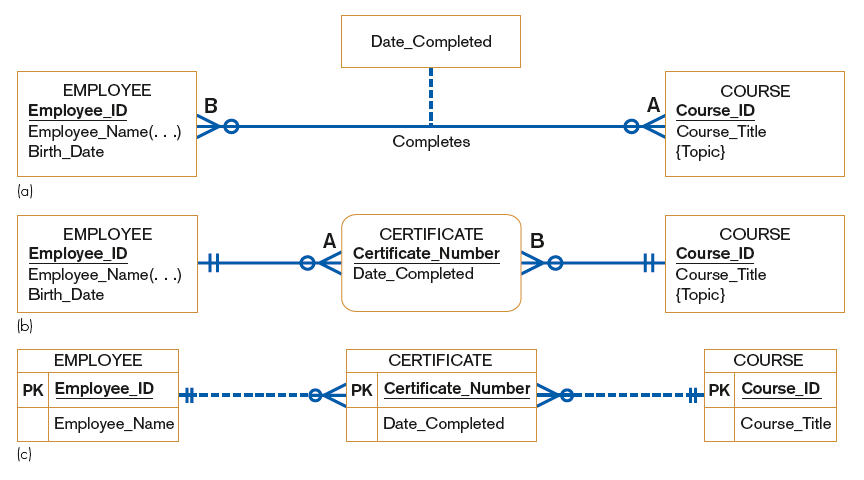 Date_Completed
EMPLOYEE
Employee_ID
Employee_Name(. . .)
Birth_Date
B
Completes
A
COURSE
Course_ID
Course_Title
{Topic}
(a)
EMPLOYEE
Employee_ID
Employee_Name(. . .)
Birth_Date
A
CERTIFICATE
Certificate_Number
Date_Completed
B
COURSE
Course_ID
Course_Title
{Topic}
(b)
EMPLOYEE
PK Employee_ID
Employee_Name
CERTIFICATE
PK Certificate_Number
Date_Completed
COURSE
PK Course_ID
Course_Title
(c)